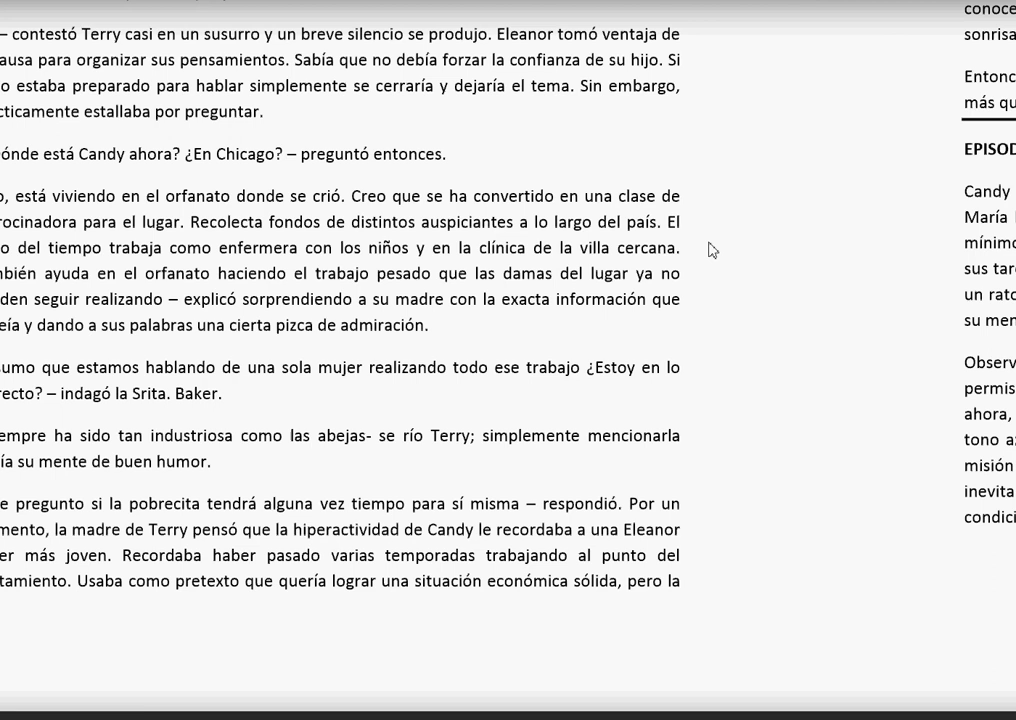 – contestó Terry casi en un susurro y un breve silencio se produjo. Eleanor tomó ventaja de
ausa para organizar sus pensamientos. Sabía que no debía forzar la confianza de su hijo. Si
o estaba preparado para hablar simplemente se cerraría y dejaría el tema. Sin embargo,
cticamente estallaba por preguntar.
ónde está Candy ahora? ¿En Chicago? – preguntó entonces.
o, está viviendo en el orfanato donde se crió. Creo que se ha convertido en una clase de
rocinadora para el lugar. Recolecta fondos de distintos auspiciantes a lo largo del país. El
o del tiempo trabaja como enfermera con los niños y en la clínica de la villa cercana.
mbién ayuda en el orfanato haciendo el trabajo pesado que las damas del lugar ya no
den seguir realizando – explicó sorprendiendo a su madre con la exacta información que
eía y dando a sus palabras una cierta pizca de admiración.
sumo que estamos hablando de una sola mujer realizando todo ese trabajo ¿Estoy en lo
recto? – indagó la Srita. Baker.
empre ha sido tan industriosa como las abejas- se río Terry; simplemente mencionarla
ía su mente de buen humor.
e pregunto si la pobrecita tendrá alguna vez tiempo para sí misma – respondió. Por un
mento, la madre de Terry pensó que la hiperactividad de Candy le recordaba a una Eleanor
er más joven. Recordaba haber pasado varias temporadas trabajando al punto del
tamiento. Usaba como pretexto que quería lograr una situación económica sólida, pero la
conoce
sonrisa
Entonc
más qu
EPISOD
Candy
María
mínimo
sus tar
un rato
su men
Observ
permis
ahora,
tono a
misión
inevita
condici